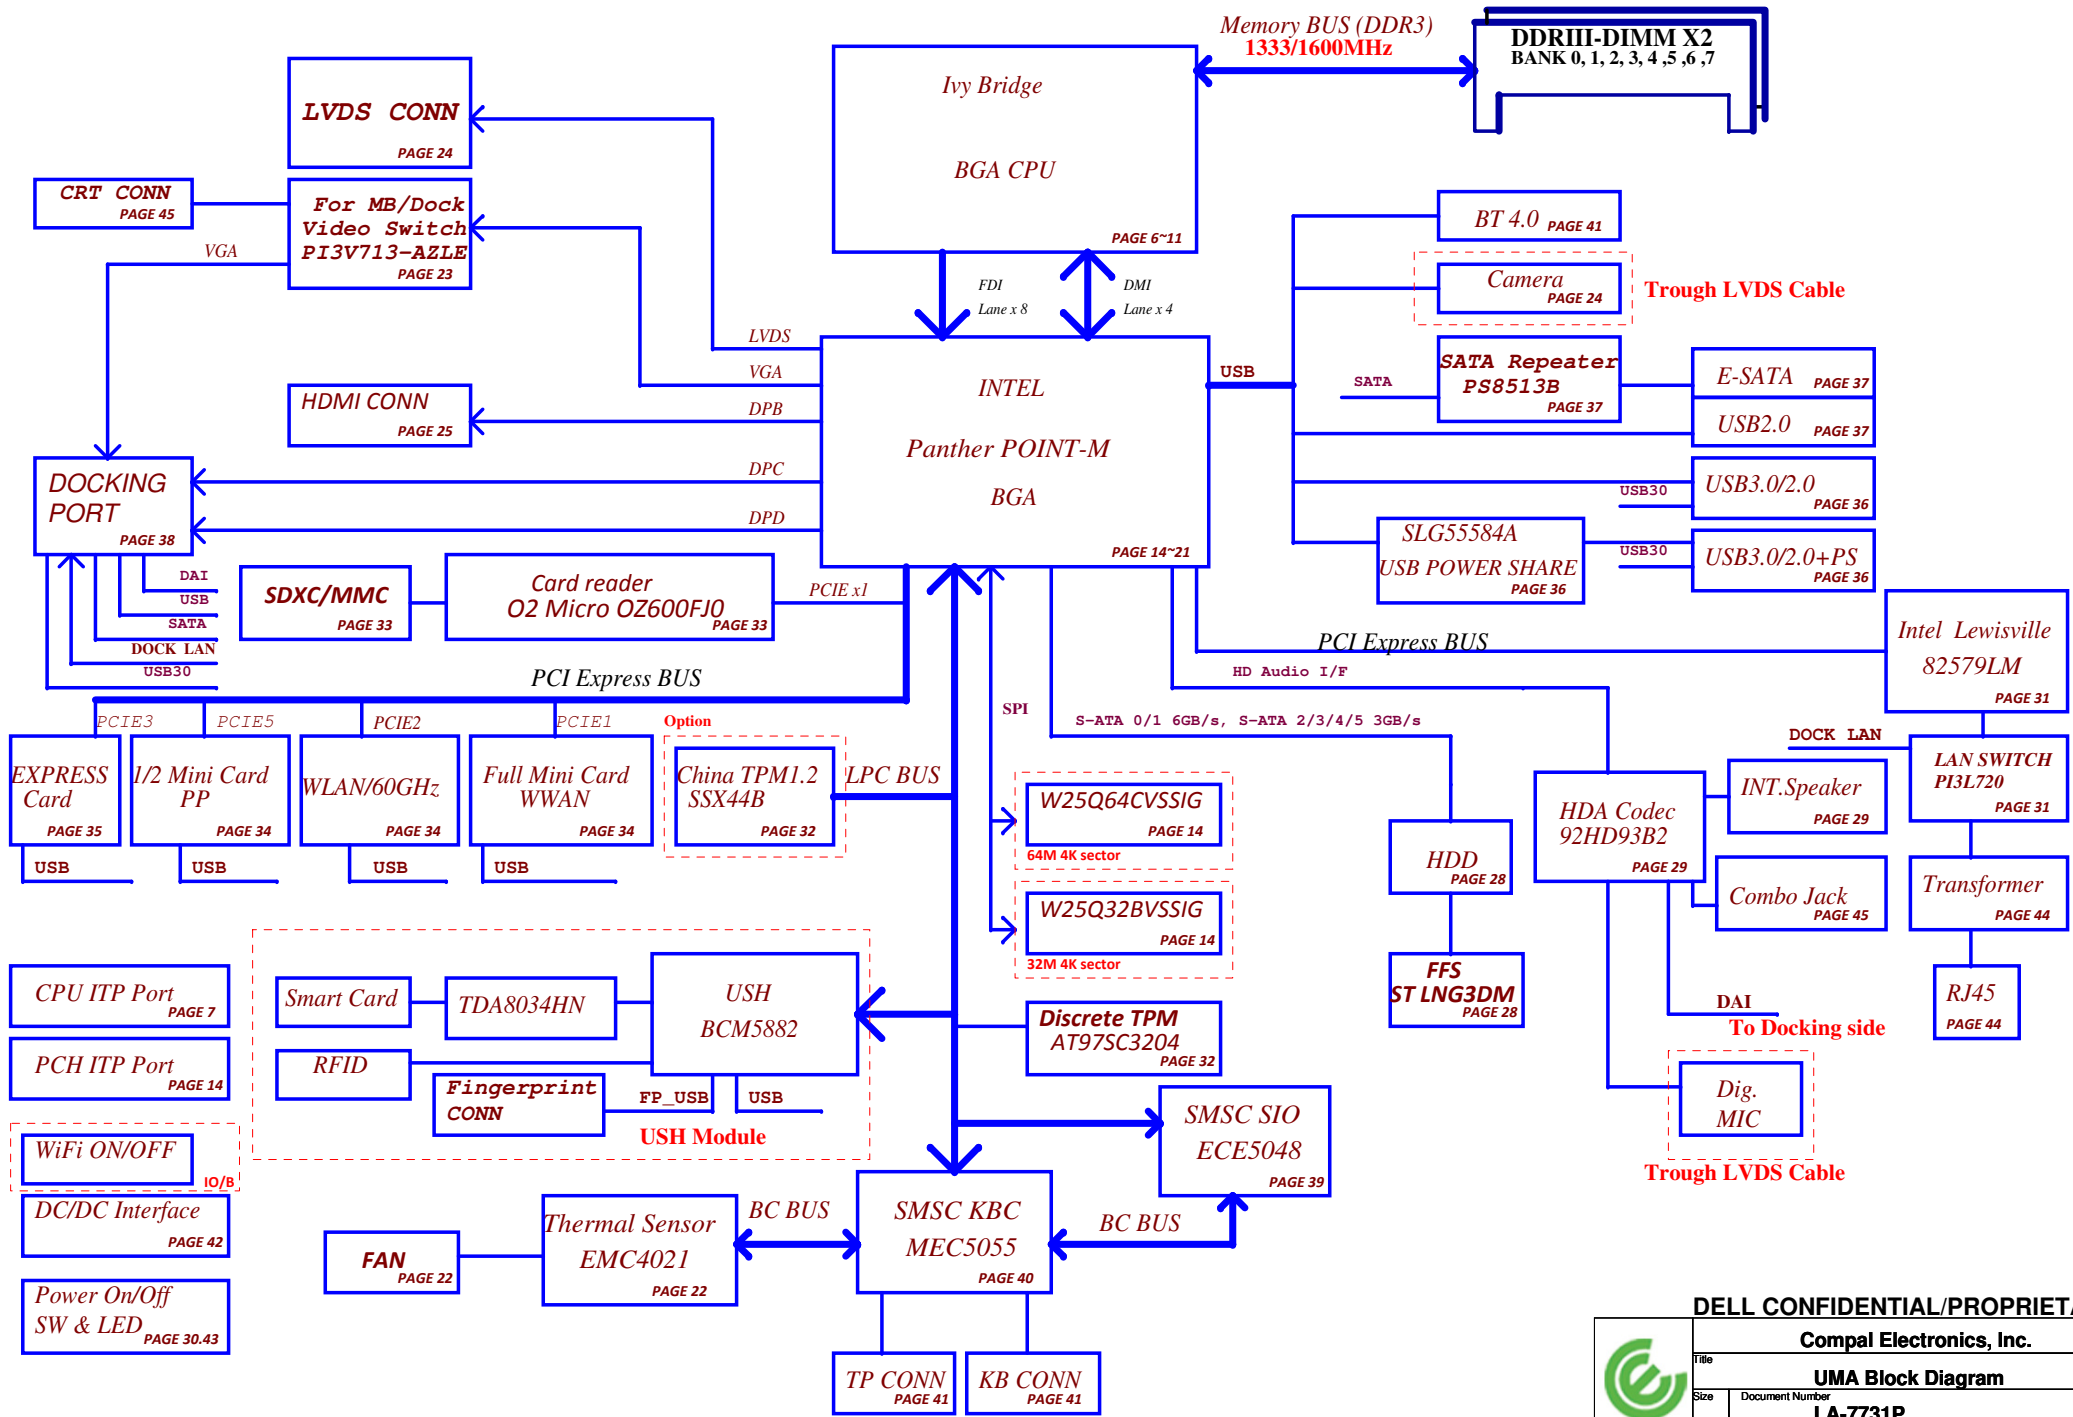 Memory BUS (DDR3)
1333/1600MHz
DDRIII-DIMM X2
BANK 0, 1, 2, 3, 4 ,5 ,6 ,7
Ivy Bridge
BGA CPU
PAGE 6~11
LVDS CONN
PAGE 24
CRT CONN
PAGE 45
For MB/Dock
Video Switch
PI3V713-AZLE
PAGE 23
VGA
FDI
Lane x 8
DMI
Lane x 4
BT 4.0 PAGE 41
Camera
PAGE 24
Trough LVDS Cable
LVDS
VGA
DPB
DPC
DPD
HDMI CONN
PAGE 25
INTEL
Panther POINT-M
BGA
PAGE 14~21
USB
SATA
SATA Repeater
PS8513B
PAGE 37
E-SATA PAGE 37
USB2.0 PAGE 37
USB30
USB3.0/2.0
PAGE 36
SLG55584A
USB POWER SHARE
PAGE 36
USB30
USB3.0/2.0+PS
PAGE 36
DOCKING
PORT
PAGE 38
DAI
USB
SATA
DOCK LAN
USB30
SDXC/MMC
PAGE 33
Card reader
O2 Micro OZ600FJ0
PAGE 33
PCIE x1
PCI Express BUS
PCI Express BUS
HD Audio I/F
Intel Lewisville
82579LM
PAGE 31
PCIE3
PCIE5
PCIE2
PCIE1
Option
SPI
S-ATA 0/1 6GB/s, S-ATA 2/3/4/5 3GB/s
DOCK LAN
EXPRESS
Card
PAGE 35
USB
1/2 Mini Card
PP
PAGE 34
USB
WLAN/60GHz
PAGE 34
USB
Full Mini Card
WWAN
PAGE 34
USB
China TPM1.2
SSX44B
PAGE 32
LPC BUS
W25Q64CVSSIG
PAGE 14
64M 4K sector
W25Q32BVSSIG
PAGE 14
32M 4K sector
HDD
PAGE 28
FFS
ST LNG3DM
PAGE 28
HDA Codec
92HD93B2
PAGE 29
INT.Speaker
PAGE 29
Combo Jack
PAGE 45
LAN SWITCH
PI3L720
PAGE 31
Transformer
PAGE 44
RJ45
PAGE 44
DAI
To Docking side
Dig.
MIC
Trough LVDS Cable
CPU ITP Port
PAGE 7
PCH ITP Port
PAGE 14
WiFi ON/OFF
IO/B
DC/DC Interface
PAGE 42
Power On/Off
SW & LED
PAGE 30.43
Smart Card
TDA8034HN
USH
BCM5882
RFID
Fingerprint
CONN
FP_USB
USB
USH Module
Discrete TPM
AT97SC3204
PAGE 32
SMSC SIO
ECE5048
PAGE 39
BC BUS
BC BUS
FAN
PAGE 22
Thermal Sensor
EMC4021
PAGE 22
SMSC KBC
MEC5055
PAGE 40
TP CONN
PAGE 41
KB CONN
PAGE 41
DELL CONFIDENTIAL/PROPRIETA
Compal Electronics, Inc.
Title
UMA Block Diagram
Size
Document Number
LA-7731P